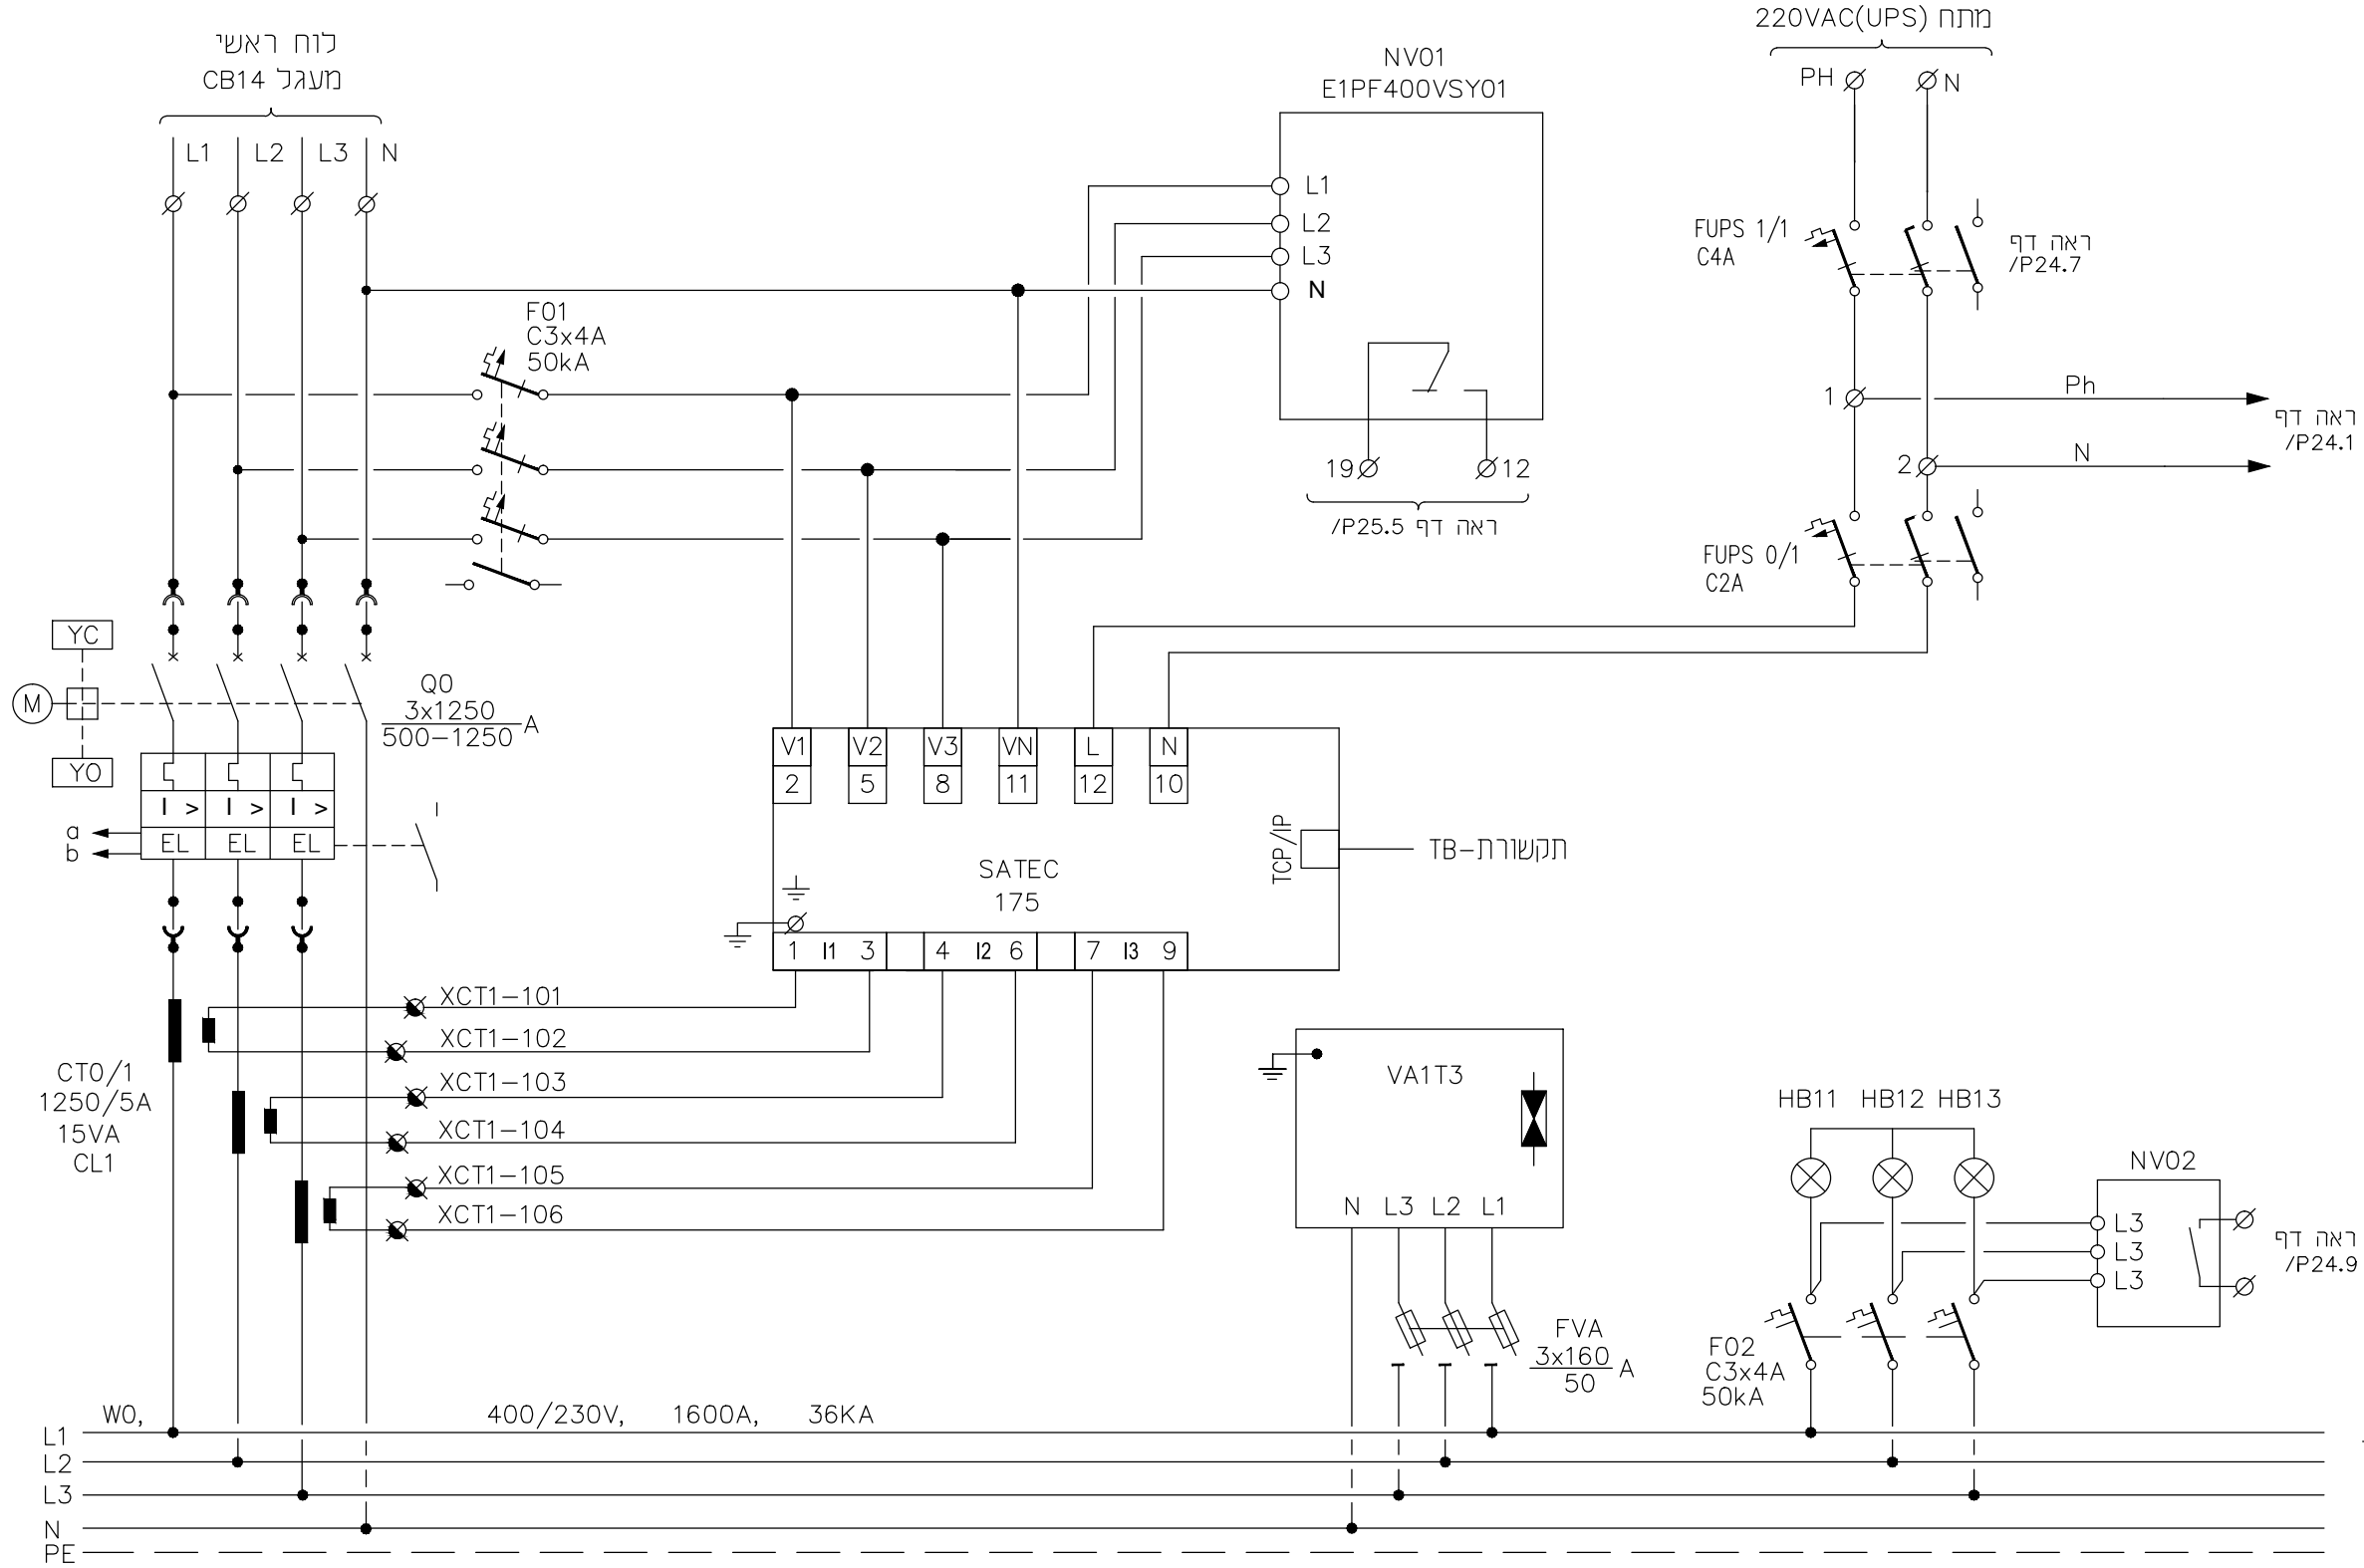 לוח ראשי
מעגל CB14
L1
L2
L3
N
NV01
E1PF400VSY01
L1
L2
L3
N
19
12
ראה דף P25.5/
מתח 220VAC(UPS)
PH
N
FUPS 1/1
C4A
ראה דף
/P24.7
1
Ph
2
N
ראה דף
/P24.1
FUPS 0/1
C2A
F01
C3x4A
50kA
YC
M
YO
Q0
3x1250
500-1250
A
I >
I >
I >
EL
EL
EL
a
b
V1
V2
V3
VN
L
N
2
5
8
11
12
10
SATEC
175
TCP/IP
תקשורת-TB
1
I1
3
4
I2
6
7
I3
9
XCT1-101
XCT1-102
XCT1-103
XCT1-104
XCT1-105
XCT1-106
CT0/1
1250/5A
15VA
CL1
VA1T3
N
L3
L2
L1
FVA
3x160
50
A
HB11
HB12
HB13
NV02
L3
L3
L3
ראה דף
/P24.9
F02
C3x4A
50kA
W0,
400/230V,
1600A,
36KA
L1
L2
L3
N
PE